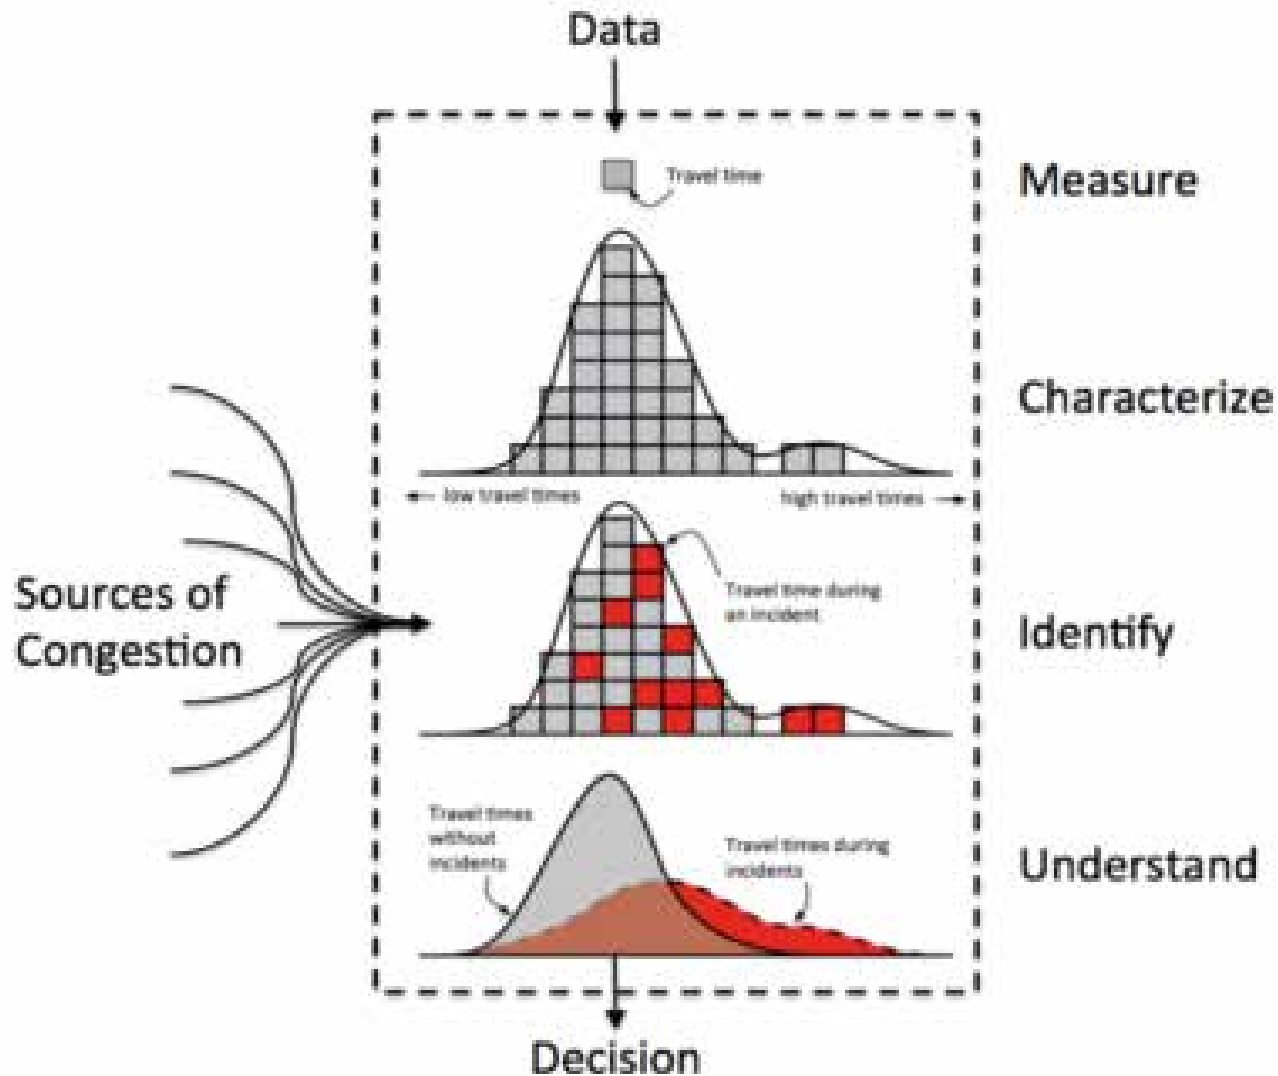 Data
Travel time
Measure
Characterize
low travel times
high travel times
Sources of
Congestion
Travel time during
an incident
Identify
Travel times
without
incidents
Travel times during
incidents
Understand
Decision